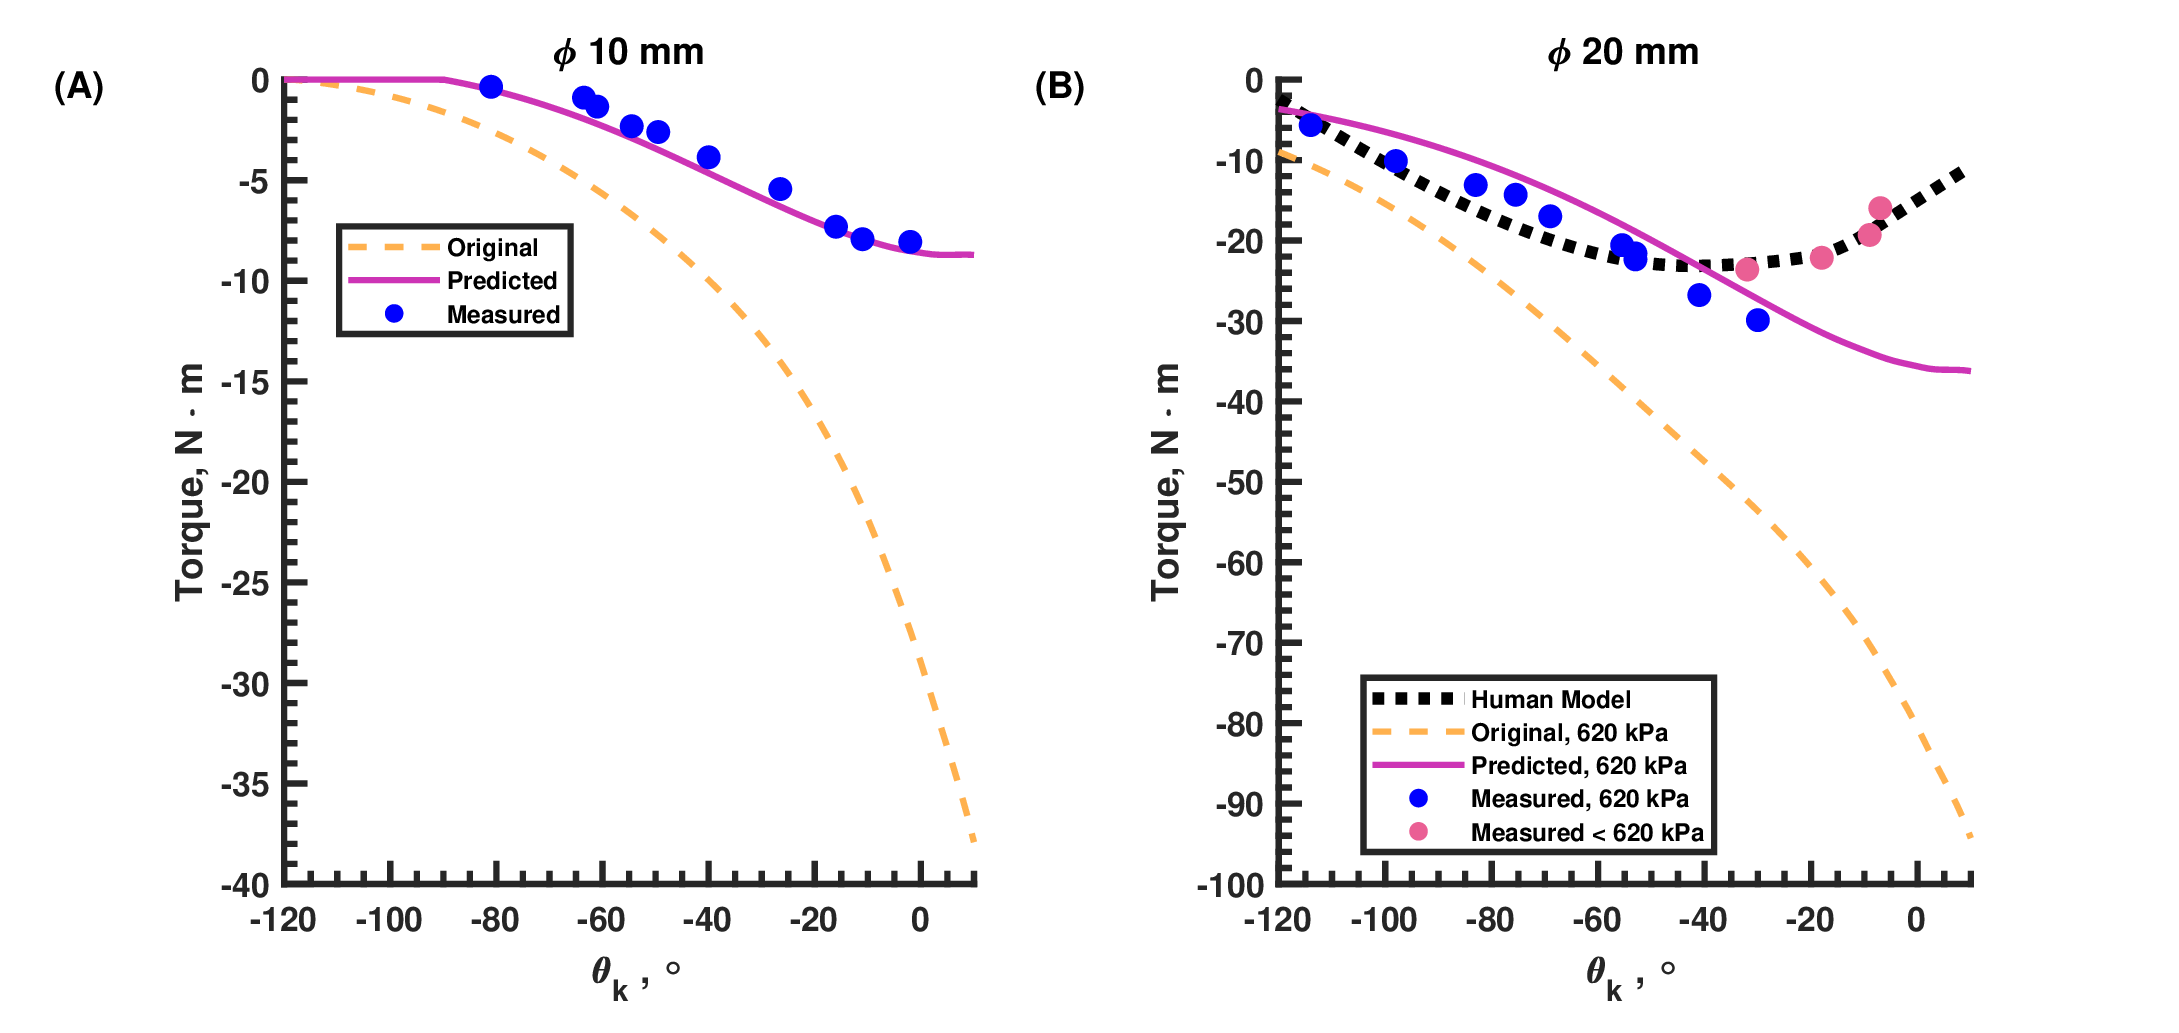 (A)
ϕ 10 mm
0
-5
-10
-15
-20
-25
-30
-35
-40
Torque, N · m
Original
Predicted
Measured
-120 -100 -80 -60 -40 -20 0
θk , °
(B)
ϕ 20 mm
0
-10
-20
-30
-40
-50
-60
-70
-80
-90
-100
Torque, N · m
Human Model
Original, 620 kPa
Predicted, 620 kPa
Measured, 620 kPa
Measured < 620 kPa
-120 -100 -80 -60 -40 -20 0
θk , °